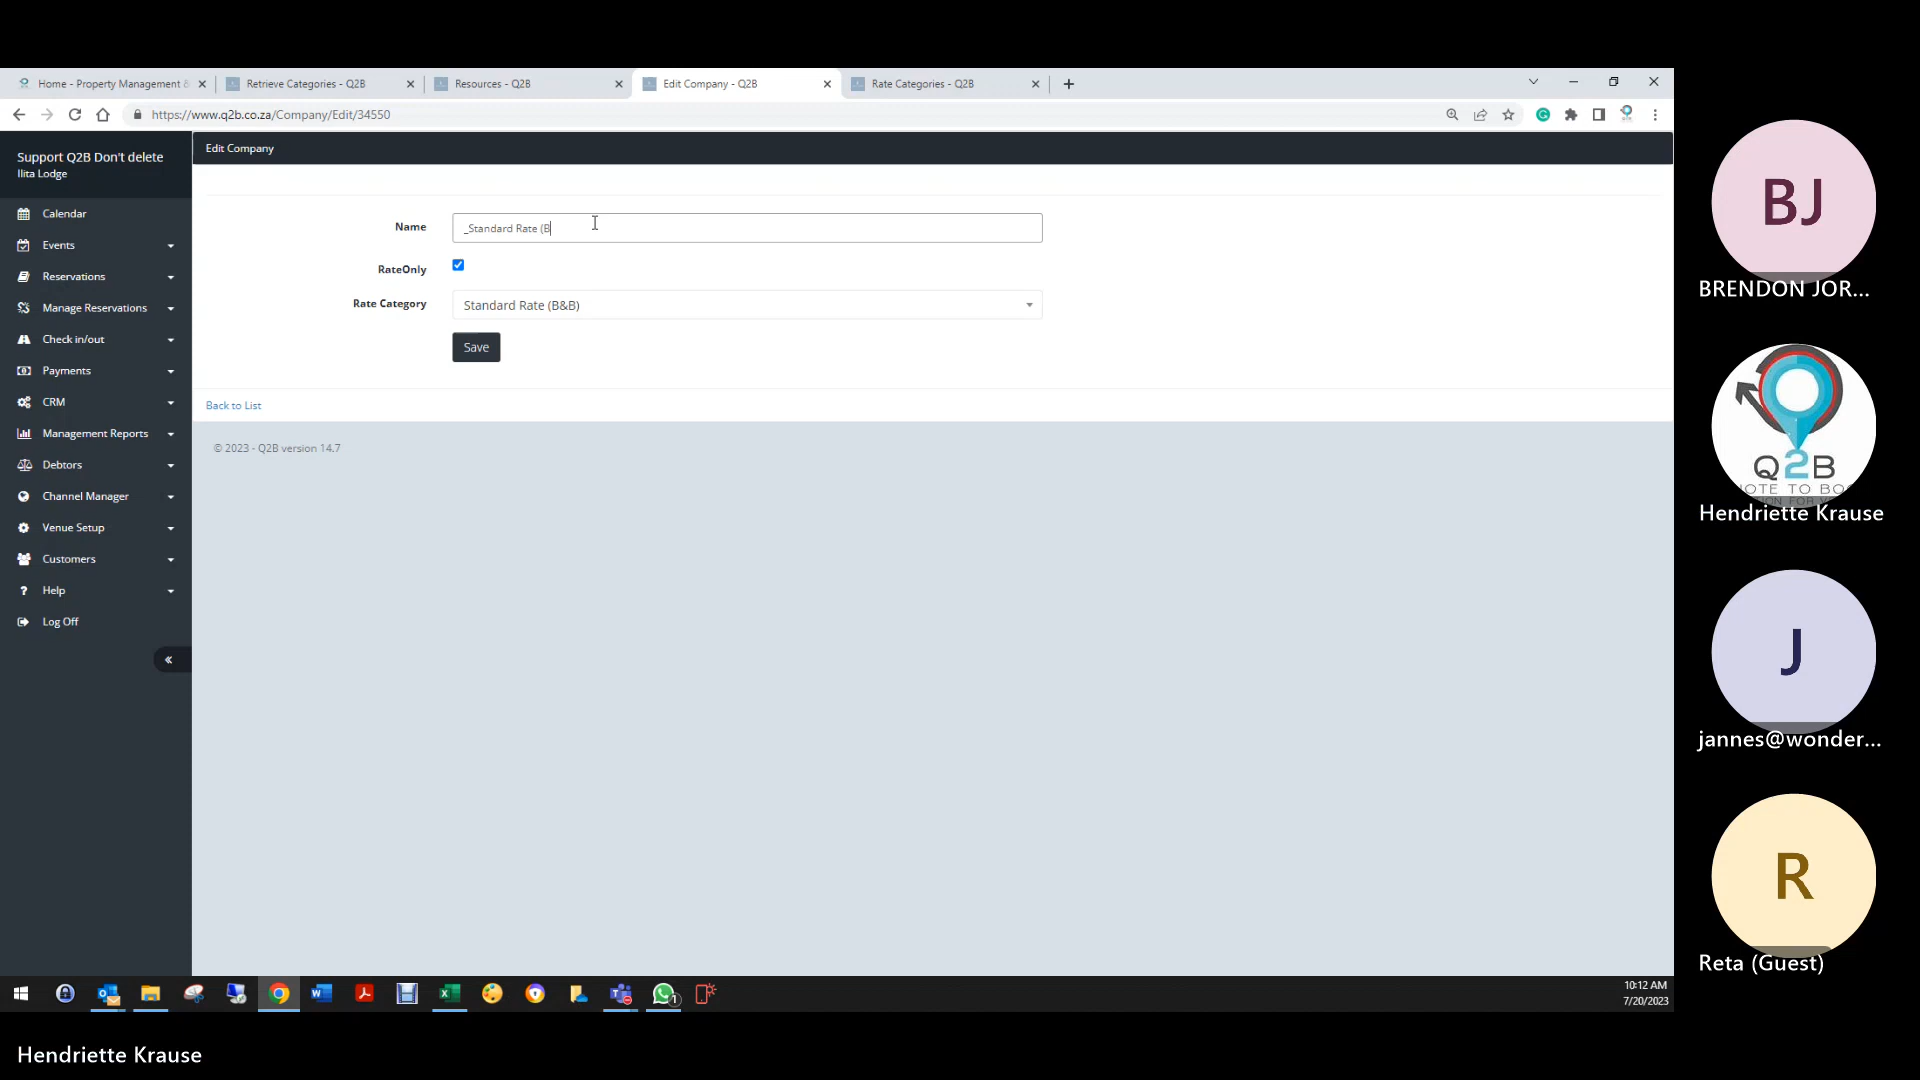 Home - Property Management &
Retrieve Categories - Q2B
Resources - Q2B
Edit Company - Q2B
Rate Categories - Q2B
https://www.q2b.co.za/Company/Edit/34550
Support Q2B Don't delete
Ilita Lodge
Edit Company
Calendar
Events
Reservations
Manage Reservations
Check in/out
Payments
CRM
Management Reports
Debtors
Channel Manager
Venue Setup
Customers
Help
Log Off
Name
_Standard Rate (B
RateOnly
Rate Category
Standard Rate (B&B)
Save
Back to List
© 2023 - Q2B version 14.7
10:12 AM
7/20/2023
BJ
BRENDON JOR...
Q2B
Hendriette Krause
J
jannes@wonder...
R
Reta (Guest)
Hendriette Krause